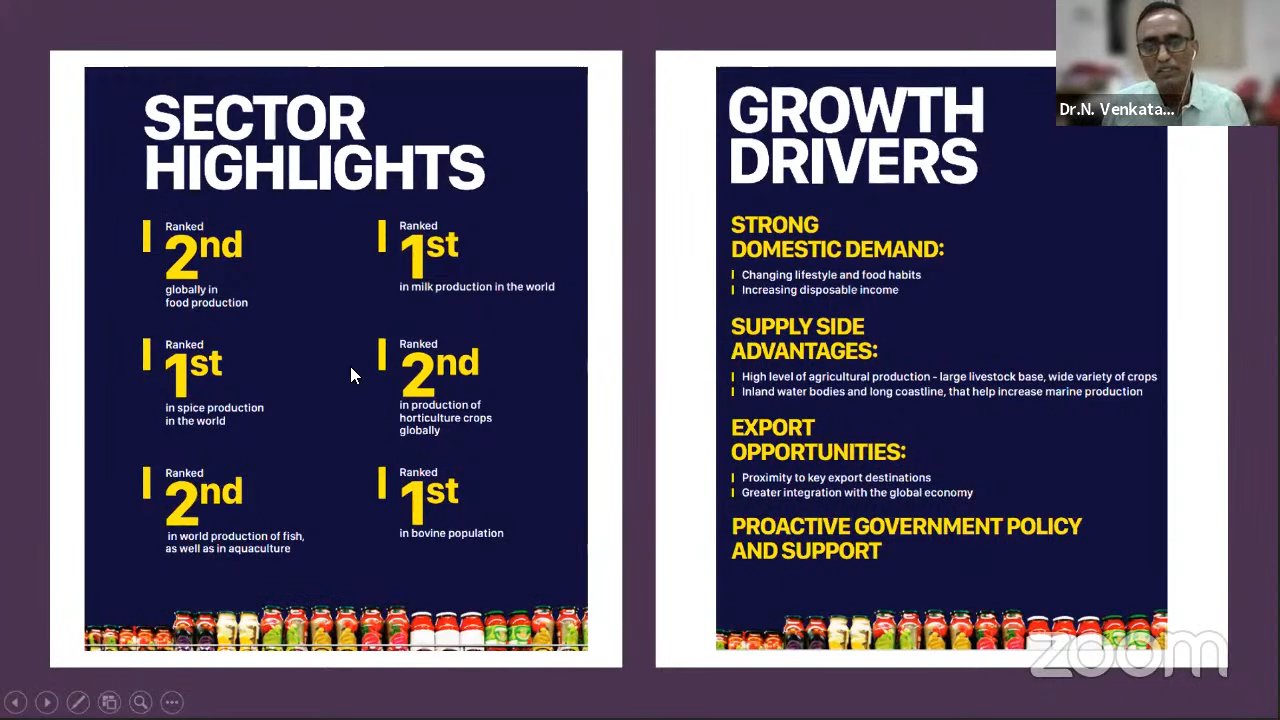 SECTOR
HIGHLIGHTS
Ranked
2nd
globally in
food production
Ranked
1st
in milk production in the world
Ranked
1st
in spice production
in the world
Ranked
2nd
in production of
horticulture crops
globally
Ranked
2nd
in world production of fish,
as well as in aquaculture
Ranked
1st
in bovine population
GROWTH
DRIVERS
STRONG
DOMESTIC DEMAND:
Changing lifestyle and food habits
Increasing disposable income
SUPPLY SIDE
ADVANTAGES:
High level of agricultural production - large livestock base, wide variety of crops
Inland water bodies and long coastline, that help increase marine production
EXPORT
OPPORTUNITIES:
Proximity to key export destinations
Greater integration with the global economy
PROACTIVE GOVERNMENT POLICY
AND SUPPORT
Dr.N. Venkata...
zoom